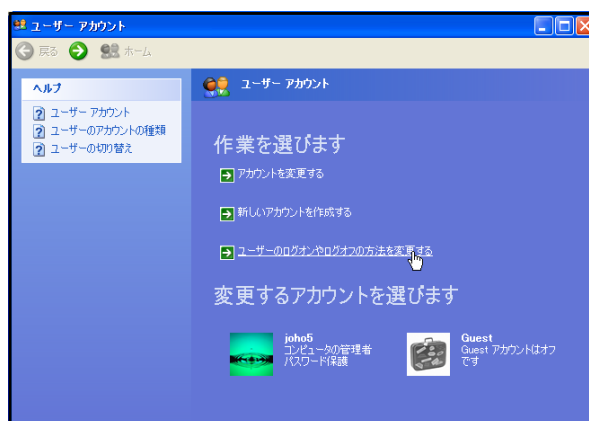 ユーザー アカウント
戻る ホーム
ヘルプ
ユーザー アカウント
ユーザーのアカウントの種類
ユーザーの切り替え
ユーザー アカウント
作業を選びます
アカウントを変更する
新しいアカウントを作成する
ユーザーのログオンやログオフの方法を変更する
変更するアカウントを選びます
joho5
コンピュータの管理者
パスワード保護
Guest
Guest アカウントはオフ
です